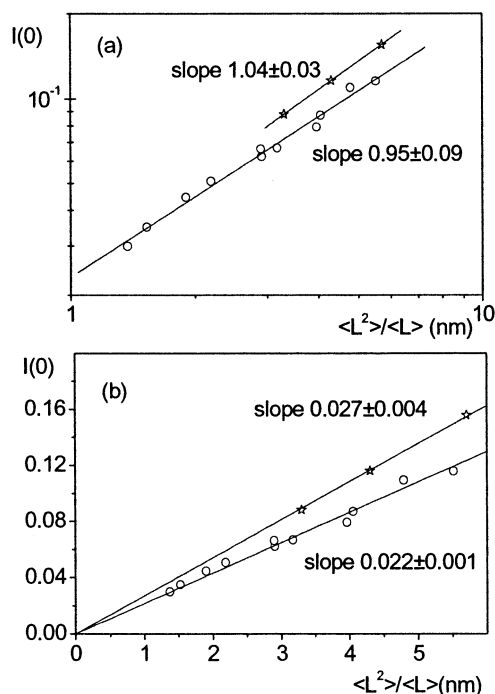 I(0)
(a)
slope 1.04±0.03
10⁻¹
slope 0.95±0.09
1
10
<L²>/<L> (nm)
I(0)
(b)
0.16
slope 0.027±0.004
0.12
0.08
0.04
slope 0.022±0.001
0.00
0 1 2 3 4 5
<L²>/<L>(nm)